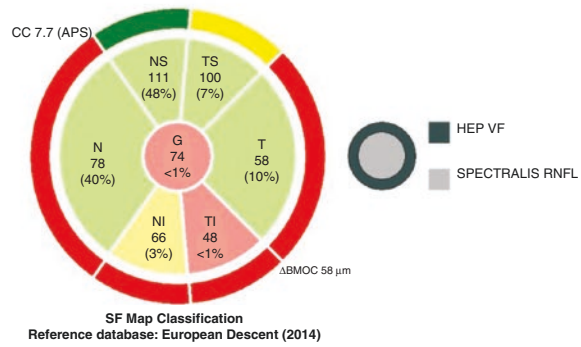 CC 7.7 (APS)
NS
111
(48%)
TS
100
(7%)
N
78
(40%)
G
74
<1%
T
58
(10%)
NI
66
(3%)
TI
48
<1%
HEP VF
SPECTRALIS RNFL
ΔBMOC 58 µm
SF Map Classification
Reference database: European Descent (2014)